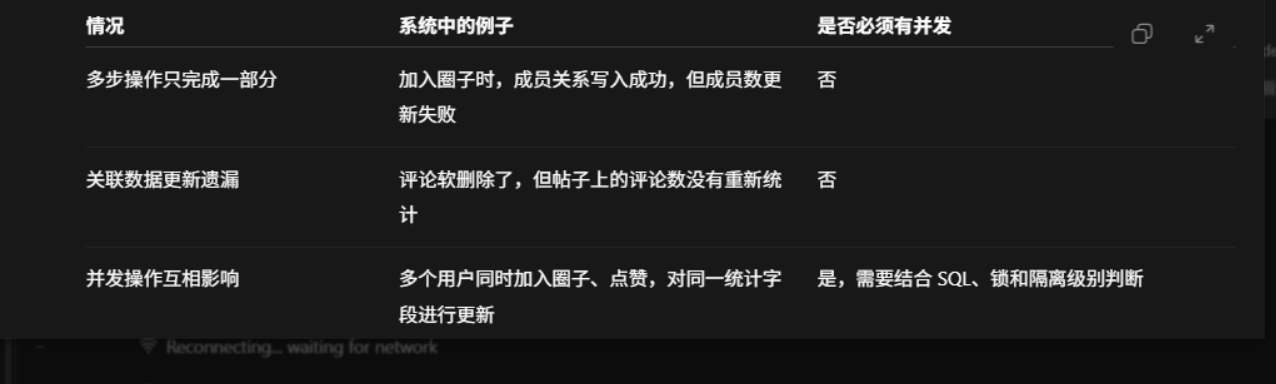 情况 系统中的例子 是否必须有并发
多步操作只完成一部分 加入圈子时，成员关系写入成功，但成员数更 否
新失败
关联数据更新遗漏 评论软删除了，但帖子上的评论数没有重新统 否
计
并发操作互相影响 多个用户同时加入圈子、点赞，对同一统计字 是，需要结合 SQL、锁和隔离级别判断
段进行更新
Reconnecting... waiting for network